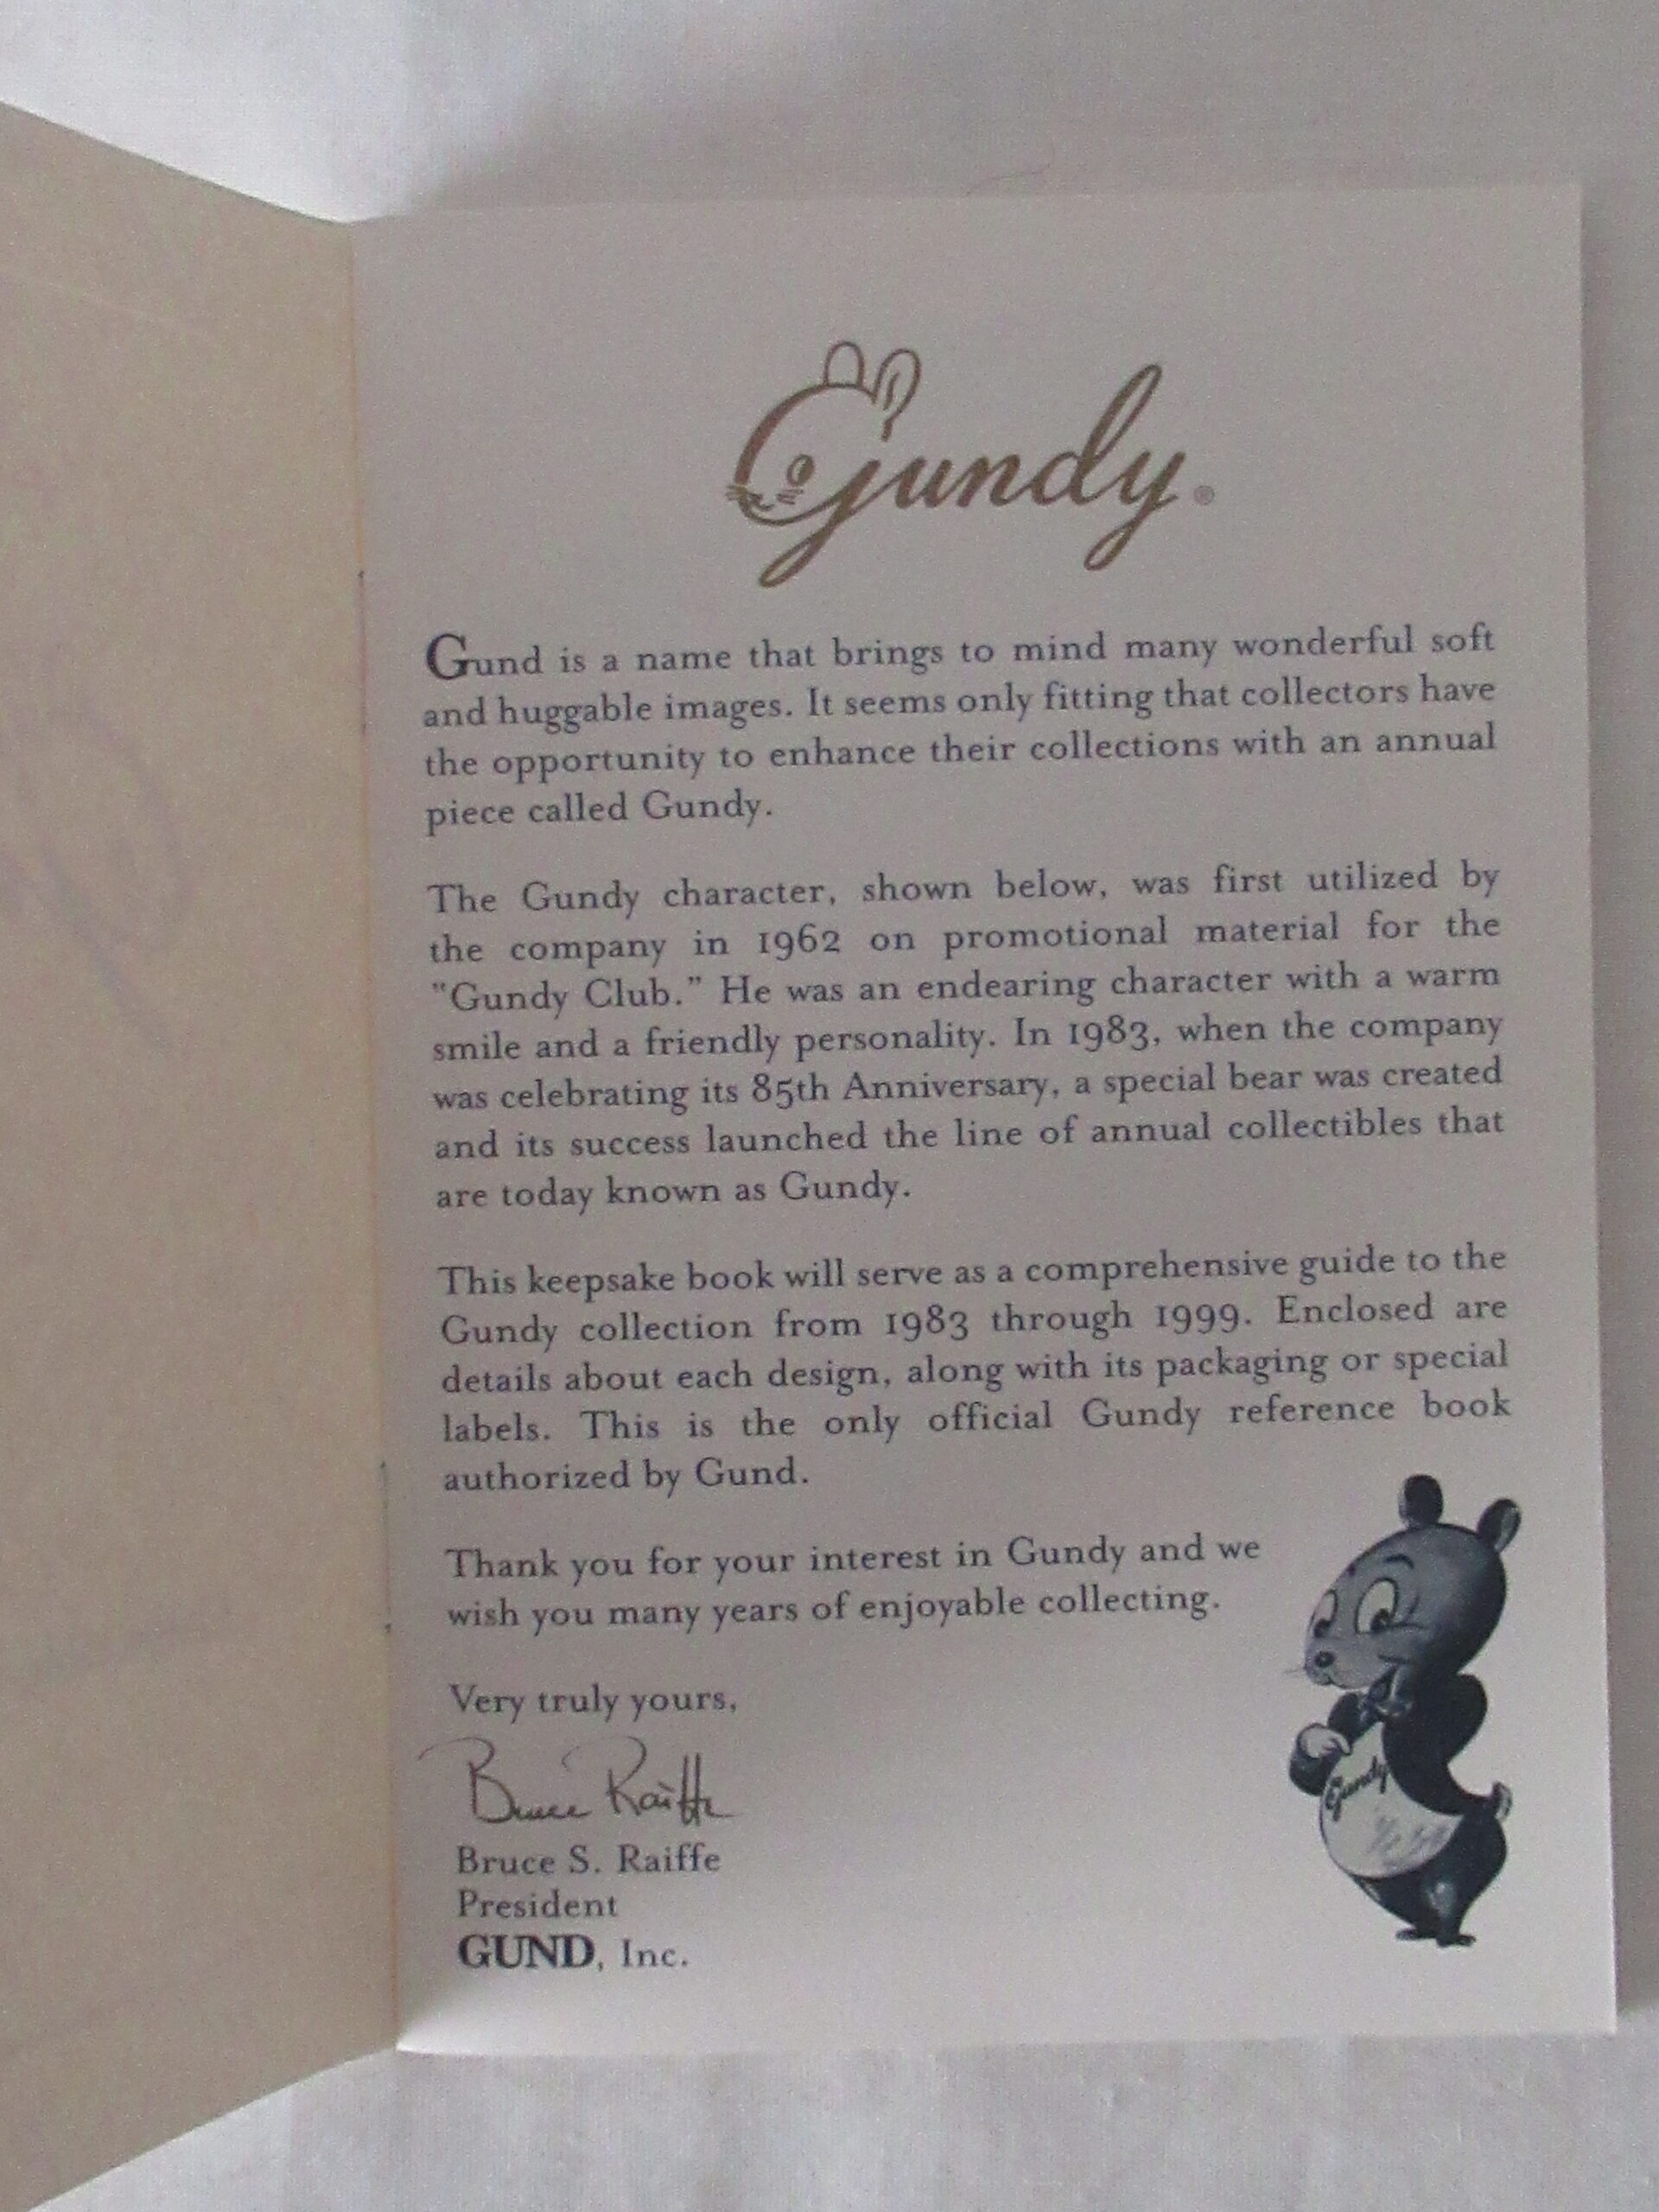 Gundy®
Gund is a name that brings to mind many wonderful soft
and huggable images. It seems only fitting that collectors have
the opportunity to enhance their collections with an annual
piece called Gundy.
The Gundy character, shown below, was first utilized by
the company in 1962 on promotional material for the
"Gundy Club." He was an endearing character with a warm
smile and a friendly personality. In 1983, when the company
was celebrating its 85th Anniversary, a special bear was created
and its success launched the line of annual collectibles that
are today known as Gundy.
This keepsake book will serve as a comprehensive guide to the
Gundy collection from 1983 through 1999. Enclosed are
details about each design, along with its packaging or special
labels. This is the only official Gundy reference book
authorized by Gund.
Thank you for your interest in Gundy and we
wish you many years of enjoyable collecting.
Very truly yours,
Bruce Raiffe
Bruce S. Raiffe
President
GUND, Inc.
Gundy